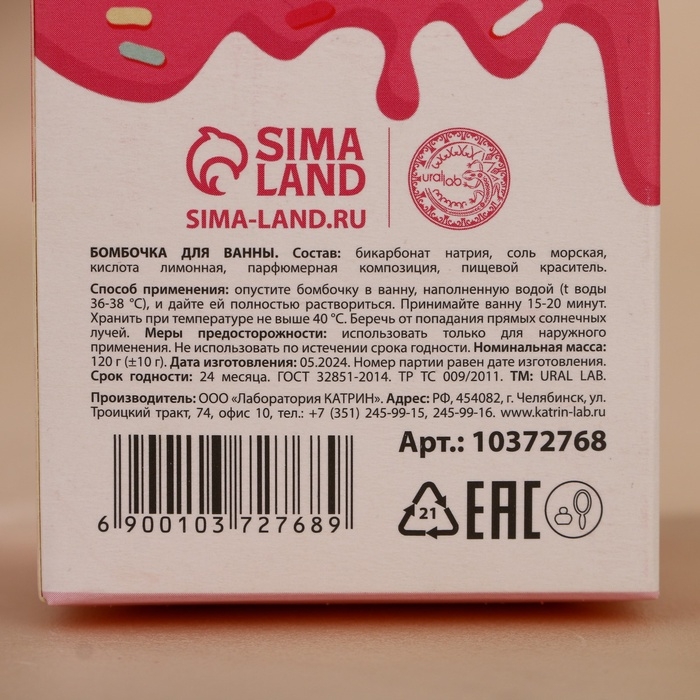 SIMA
LAND
SIMA-LAND.RU
ural lab
БОМБОЧКА ДЛЯ ВАННЫ. Состав: бикарбонат натрия, соль морская,
кислота лимонная, парфюмерная композиция, пищевой краситель.
Способ применения: опустите бомбочку в ванну, наполненную водой (t воды
36-38 °С), и дайте ей полностью раствориться. Принимайте ванну 15-20 минут.
Хранить при температуре не выше 40 °С. Беречь от попадания прямых солнечных
лучей. Меры предосторожности: использовать только для наружного
применения. Не использовать по истечении срока годности. Номинальная масса:
120 г (±10 г). Дата изготовления: 05.2024. Номер партии равен дате изготовления.
Срок годности: 24 месяца. ГОСТ 32851-2014. ТР ТС 009/2011. ТМ: URAL LAB.
Производитель: ООО «Лаборатория КАТРИН». Адрес: РФ, 454082, г. Челябинск, ул.
Троицкий тракт, 74, офис 10, тел.: +7 (351) 245-99-15, 245-99-16. www.katrin-lab.ru
Арт.: 10372768
6 900103 727689
21
EAC